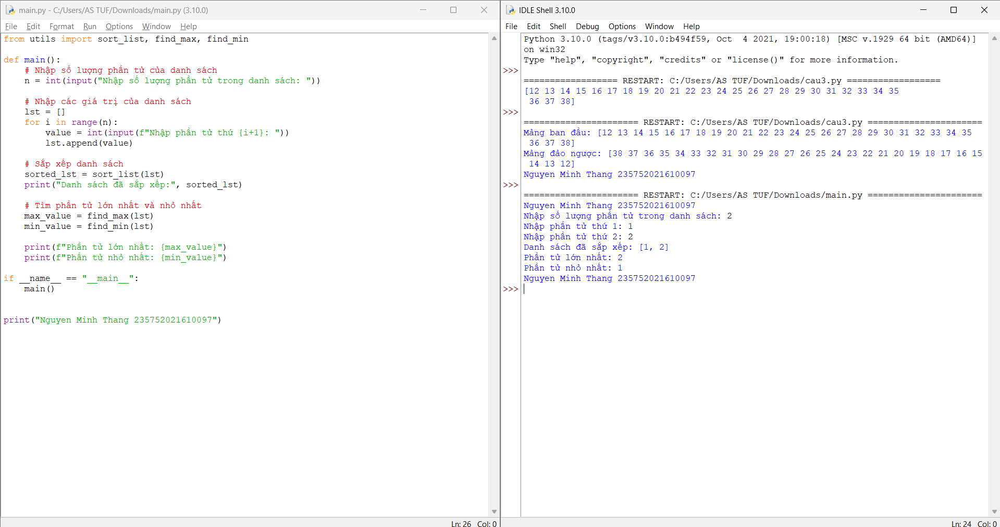 main.py - C:/Users/AS TUF/Downloads/main.py (3.10.0)
File Edit Format Run Options Window Help
from utils import sort_list, find_max, find_min
def main():
# Nhập số lượng phần tử của danh sách
n = int(input("Nhập số lượng phần tử trong danh sách: "))
# Nhập các giá trị của danh sách
lst = []
for i in range(n):
value = int(input(f"Nhập phần tử thứ {i+1}: "))
lst.append(value)
# Sắp xếp danh sách
sorted_lst = sort_list(lst)
print("Danh sách đã sắp xếp:", sorted_lst)
# Tìm phần tử lớn nhất và nhỏ nhất
max_value = find_max(lst)
min_value = find_min(lst)
print(f"Phần tử lớn nhất: {max_value}")
print(f"Phần tử nhỏ nhất: {min_value}")
if __name__ == "__main__":
main()
print("Nguyen Minh Thang 235752021610097")
Ln: 26 Col: 0
IDLE Shell 3.10.0
File Edit Shell Debug Options Window Help
Python 3.10.0 (tags/v3.10.0:b494f59, Oct  4 2021, 19:00:18) [MSC v.1929 64 bit (AMD64)]
on win32
Type "help", "copyright", "credits" or "license()" for more information.
>>>
================== RESTART: C:/Users/AS TUF/Downloads/cau3.py ==================
[12 13 14 15 16 17 18 19 20 21 22 23 24 25 26 27 28 29 30 31 32 33 34 35
36 37 38]
>>>
====================== RESTART: C:/Users/AS TUF/Downloads/cau3.py ======================
Mảng ban đầu: [12 13 14 15 16 17 18 19 20 21 22 23 24 25 26 27 28 29 30 31 32 33 34 35
36 37 38]
Mảng đảo ngược: [38 37 36 35 34 33 32 31 30 29 28 27 26 25 24 23 22 21 20 19 18 17 16 15
14 13 12]
Nguyen Minh Thang 235752021610097
>>>
====================== RESTART: C:/Users/AS TUF/Downloads/main.py ======================
Nguyen Minh Thang 235752021610097
Nhập số lượng phần tử trong danh sách: 2
Nhập phần tử thứ 1: 1
Nhập phần tử thứ 2: 2
Danh sách đã sắp xếp: [1, 2]
Phần tử lớn nhất: 2
Phần tử nhỏ nhất: 1
Nguyen Minh Thang 235752021610097
>>>
Ln: 24 Col: 0